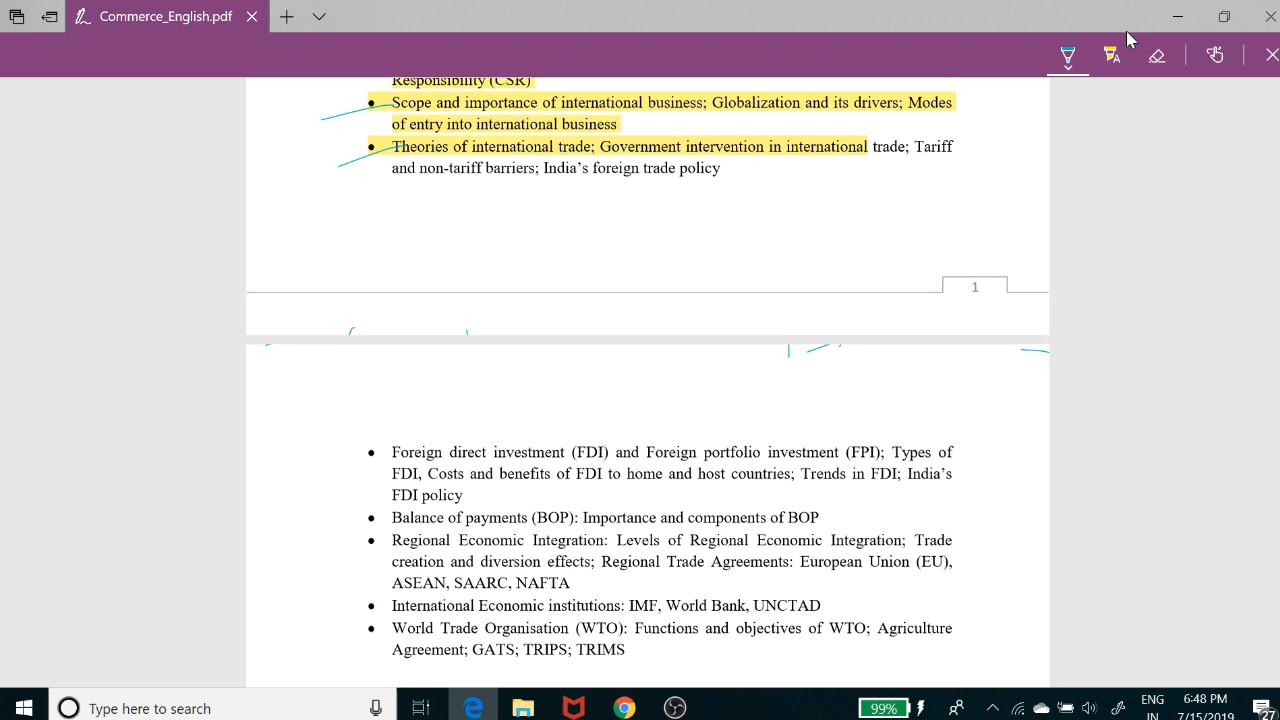 Commerce_English.pdf
Responsibility (CSR)
• Scope and importance of international business; Globalization and its drivers; Modes
of entry into international business
• Theories of international trade; Government intervention in international trade; Tariff
and non-tariff barriers; India's foreign trade policy
1
• Foreign direct investment (FDI) and Foreign portfolio investment (FPI); Types of
FDI, Costs and benefits of FDI to home and host countries; Trends in FDI; India's
FDI policy
• Balance of payments (BOP): Importance and components of BOP
• Regional Economic Integration: Levels of Regional Economic Integration; Trade
creation and diversion effects; Regional Trade Agreements: European Union (EU),
ASEAN, SAARC, NAFTA
• International Economic institutions: IMF, World Bank, UNCTAD
• World Trade Organisation (WTO): Functions and objectives of WTO; Agriculture
Agreement; GATS; TRIPS; TRIMS
Type here to search
99%
ENG
IN
6:48 PM
7/15/2019